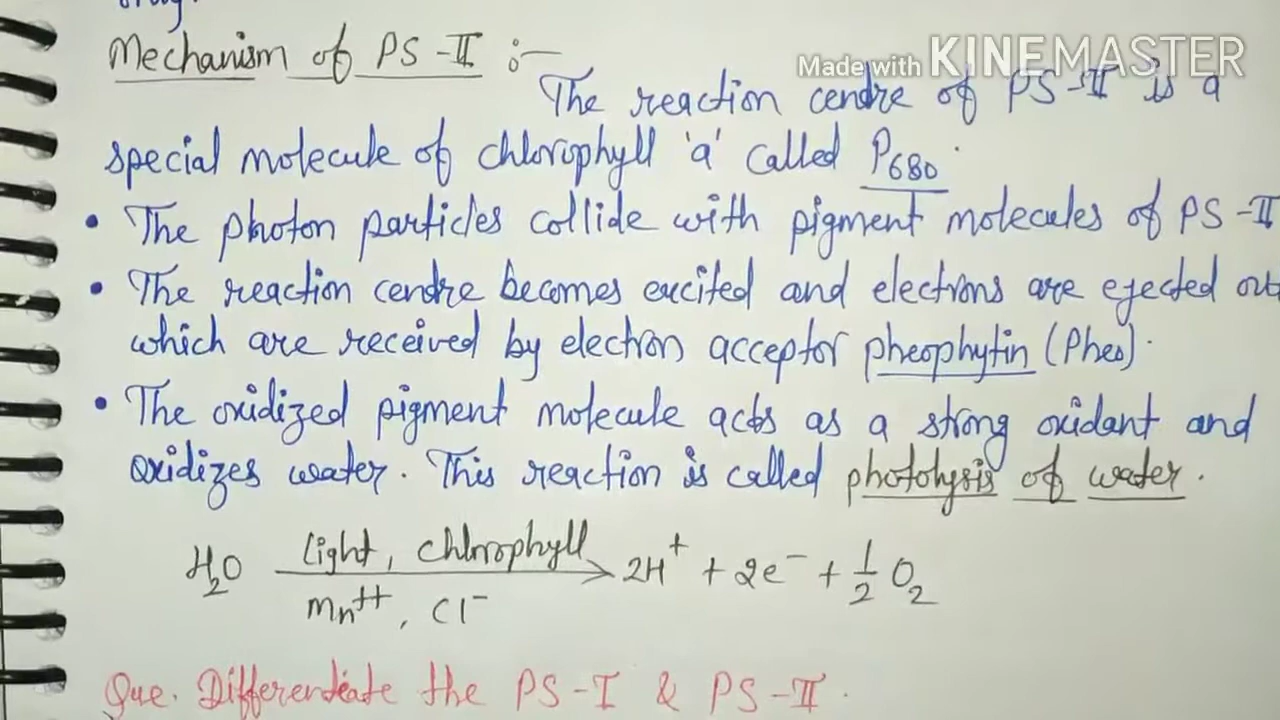 Mechanism of PS-II :-
Made with KINEMASTER
The reaction centre of PS-II is a
special molecule of chlorophyll 'a' called P680.
• The photon particles collide with pigment molecules of PS-II
• The reaction centre becomes excited and electrons are ejected out
which are received by electron acceptor pheophytin (Pheo).
• The oxidized pigment molecule acts as a strong oxidant and
oxidizes water. This reaction is called photolysis of water.
Light, Chlorophyll
H2O → 2H+ + 2e- + 1/2 O2
Mn++, Cl-
Que. Differentiate the PS-I & PS-II.